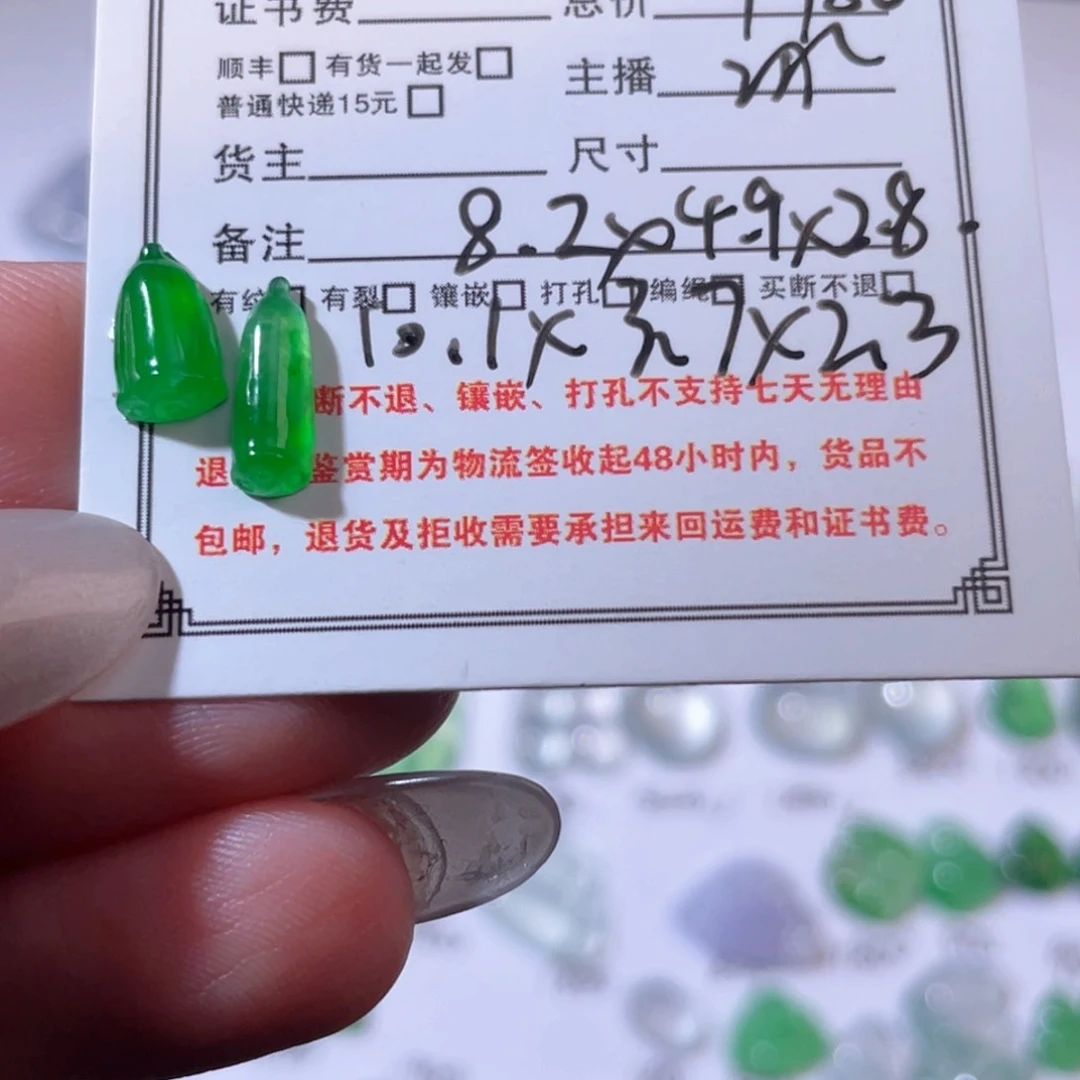 证书费 总价
顺丰□ 有货一起发□ 主播
普通快递15元 □
货主 尺寸
备注 8.2x4.9x2.8
有纹 有裂□ 镶嵌□ 打孔□ 编绳□ 买断不退□
10.1x3.7x2.3
断不退、镶嵌、打孔不支持七天无理由
退 鉴赏期为物流签收起48小时内，货品不
包邮，退货及拒收需要承担来回运费和证书费。